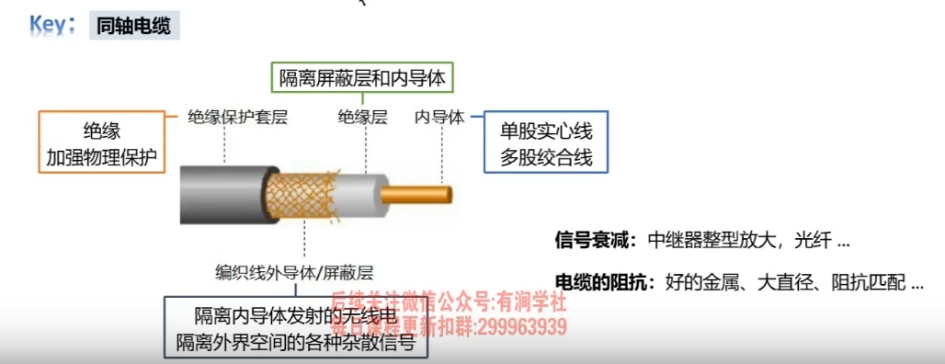 Key：同轴电缆
隔离屏蔽层和内导体
绝缘保护套层 绝缘层 内导体
绝缘
加强物理保护
单股实心线
多股绞合线
信号衰减：中继器整型放大，光纤 ...
编织线外导体/屏蔽层
电缆的阻抗：好的金属、大直径、阻抗匹配 ...
后续关注微信公众号:有涧学社
隔离内导体发射的无线电
每日课程更新扣群:299963939
隔离外界空间的各种杂散信号